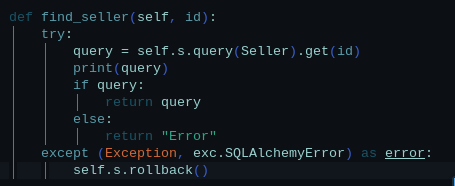 def find_seller(self, id):
    try:
        query = self.s.query(Seller).get(id)
        print(query)
        if query:
            return query
        else:
            return "Error"
    except (Exception, exc.SQLAlchemyError) as error:
        self.s.rollback()